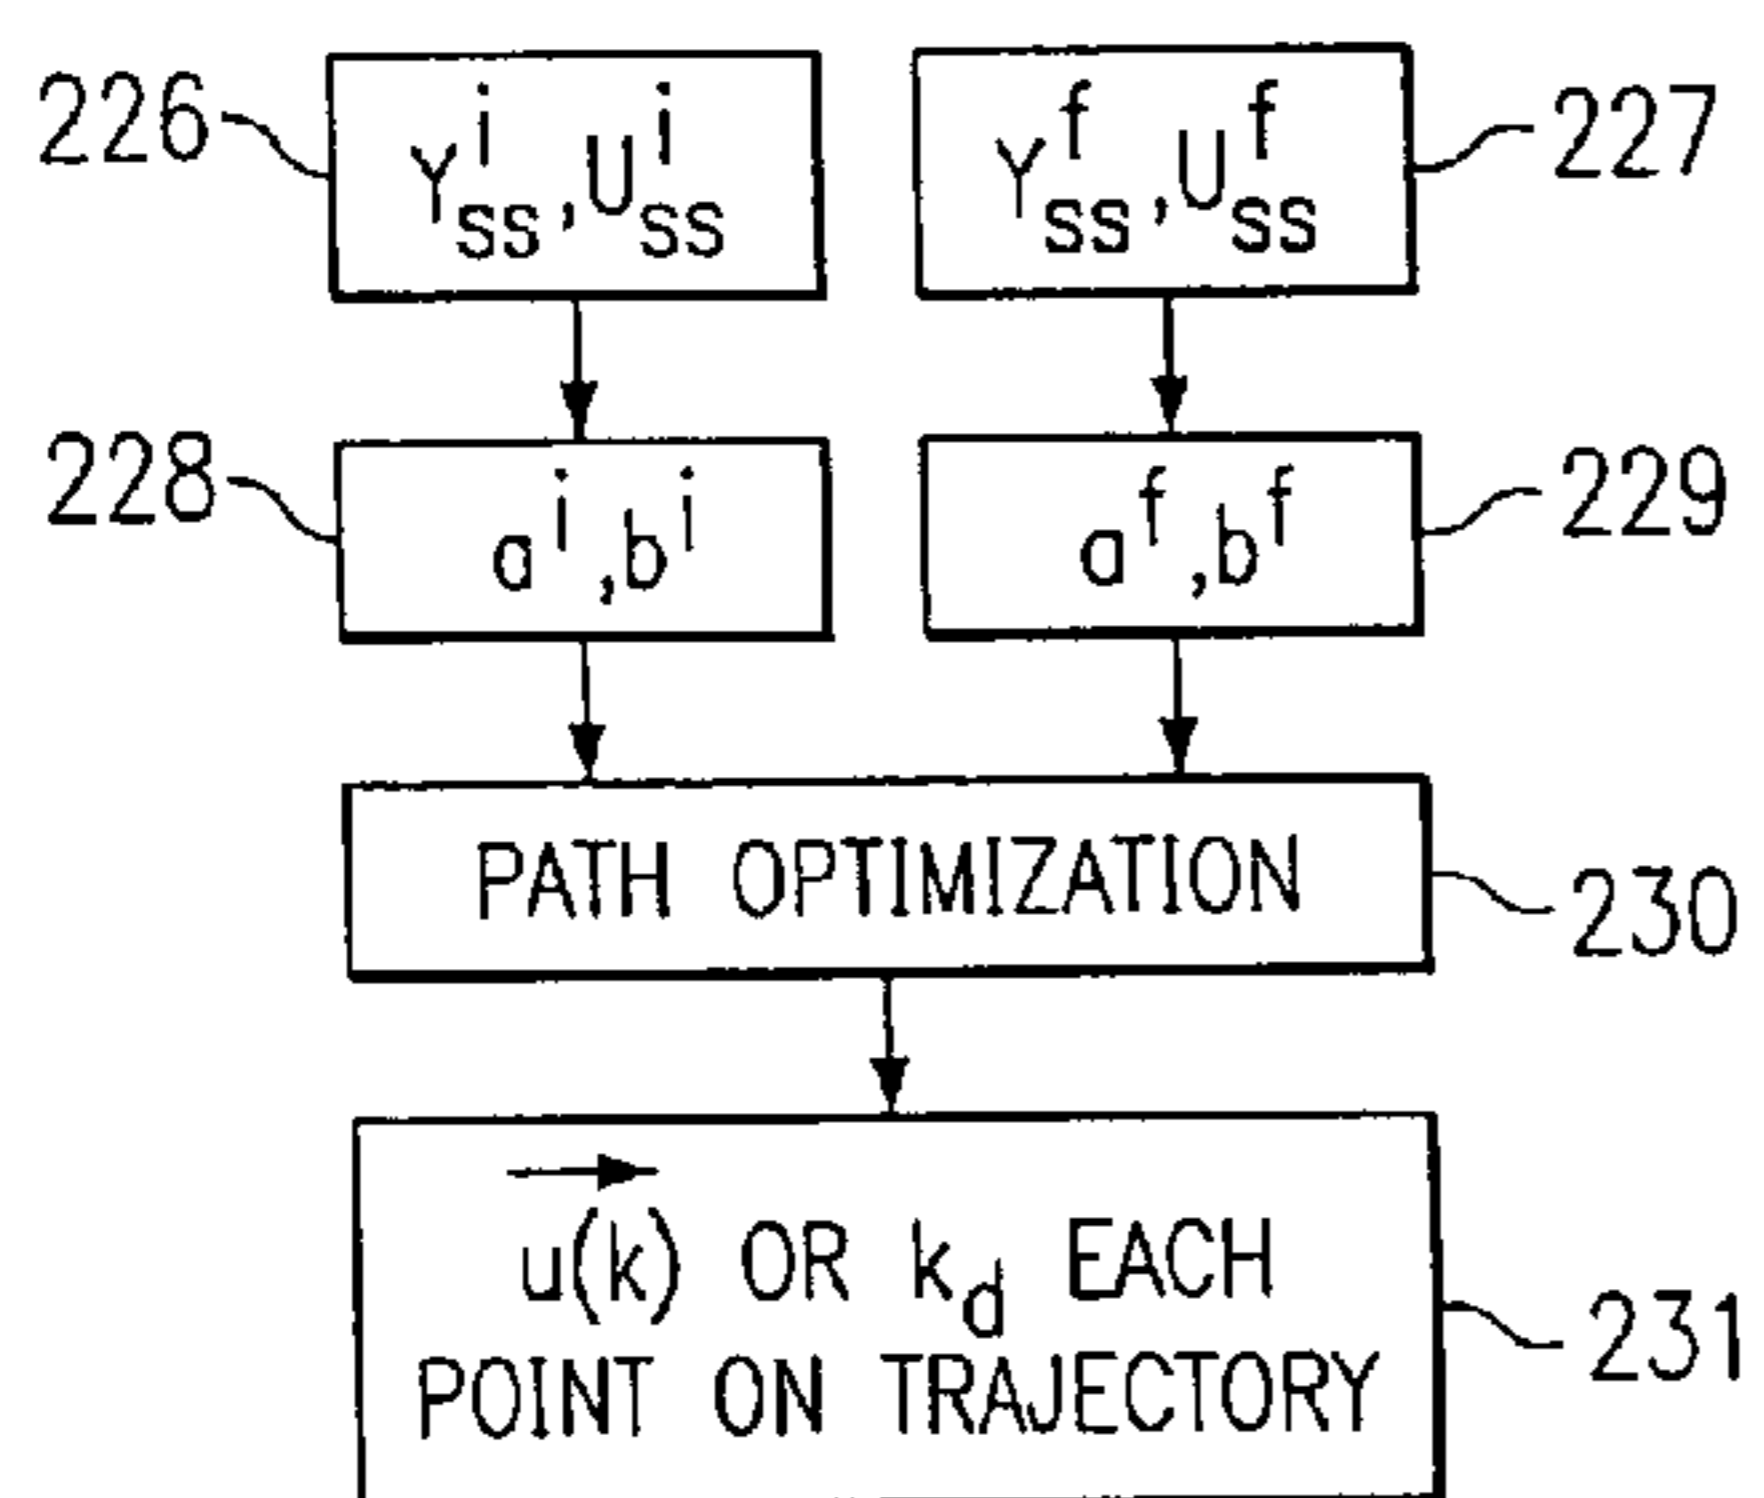 226
Y^i_ss, U^i_ss
Y^f_ss, U^f_ss
227
228
a^i, b^i
a^f, b^f
229
PATH OPTIMIZATION
230
u(k) OR k_d EACH
POINT ON TRAJECTORY
231